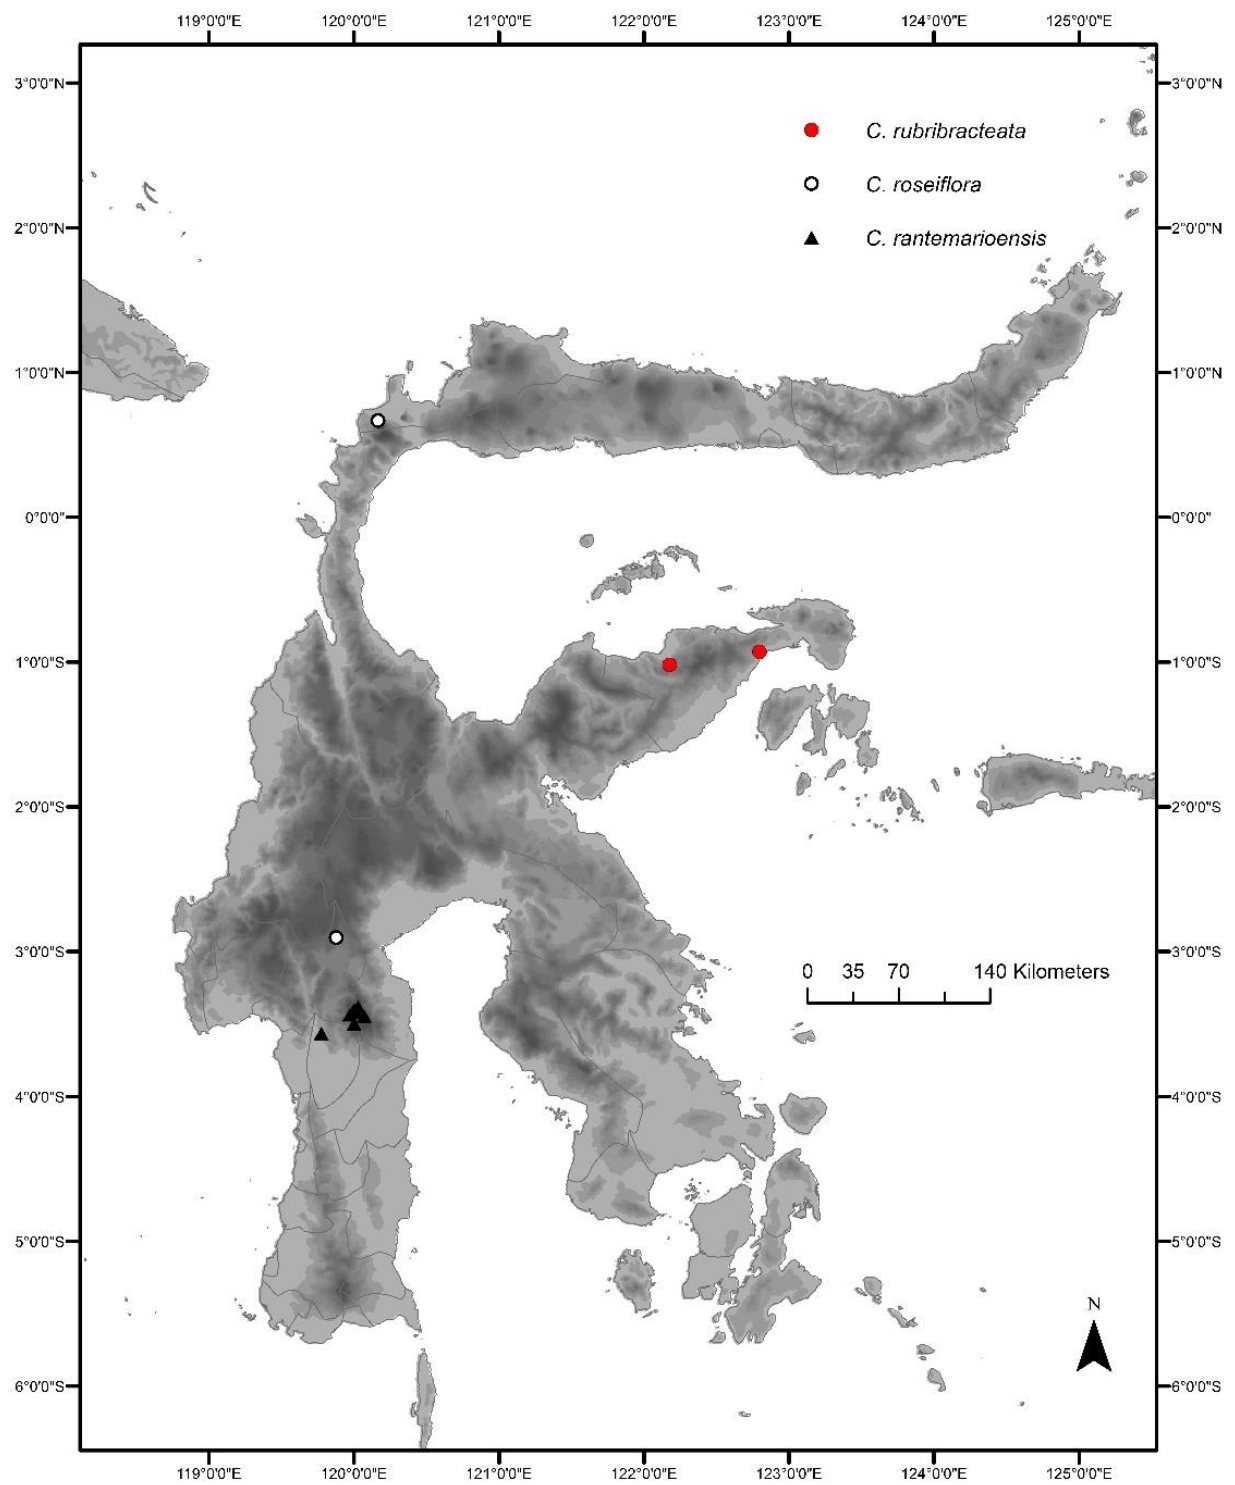 119°0'0"E 120°0'0"E 121°0'0"E 122°0'0"E 123°0'0"E 124°0'0"E 125°0'0"E
3°0'0"N 3°0'0"N
C. rubribracteata
C. roseiflora
2°0'0"N 2°0'0"N
C. rantemarioensis
1°0'0"N 1°0'0"N
0°0'0" 0°0'0"
1°0'0"S 1°0'0"S
2°0'0"S 2°0'0"S
3°0'0"S 3°0'0"S
0 35 70 140 Kilometers
4°0'0"S 4°0'0"S
5°0'0"S 5°0'0"S
N
6°0'0"S 6°0'0"S
119°0'0"E 120°0'0"E 121°0'0"E 122°0'0"E 123°0'0"E 124°0'0"E 125°0'0"E